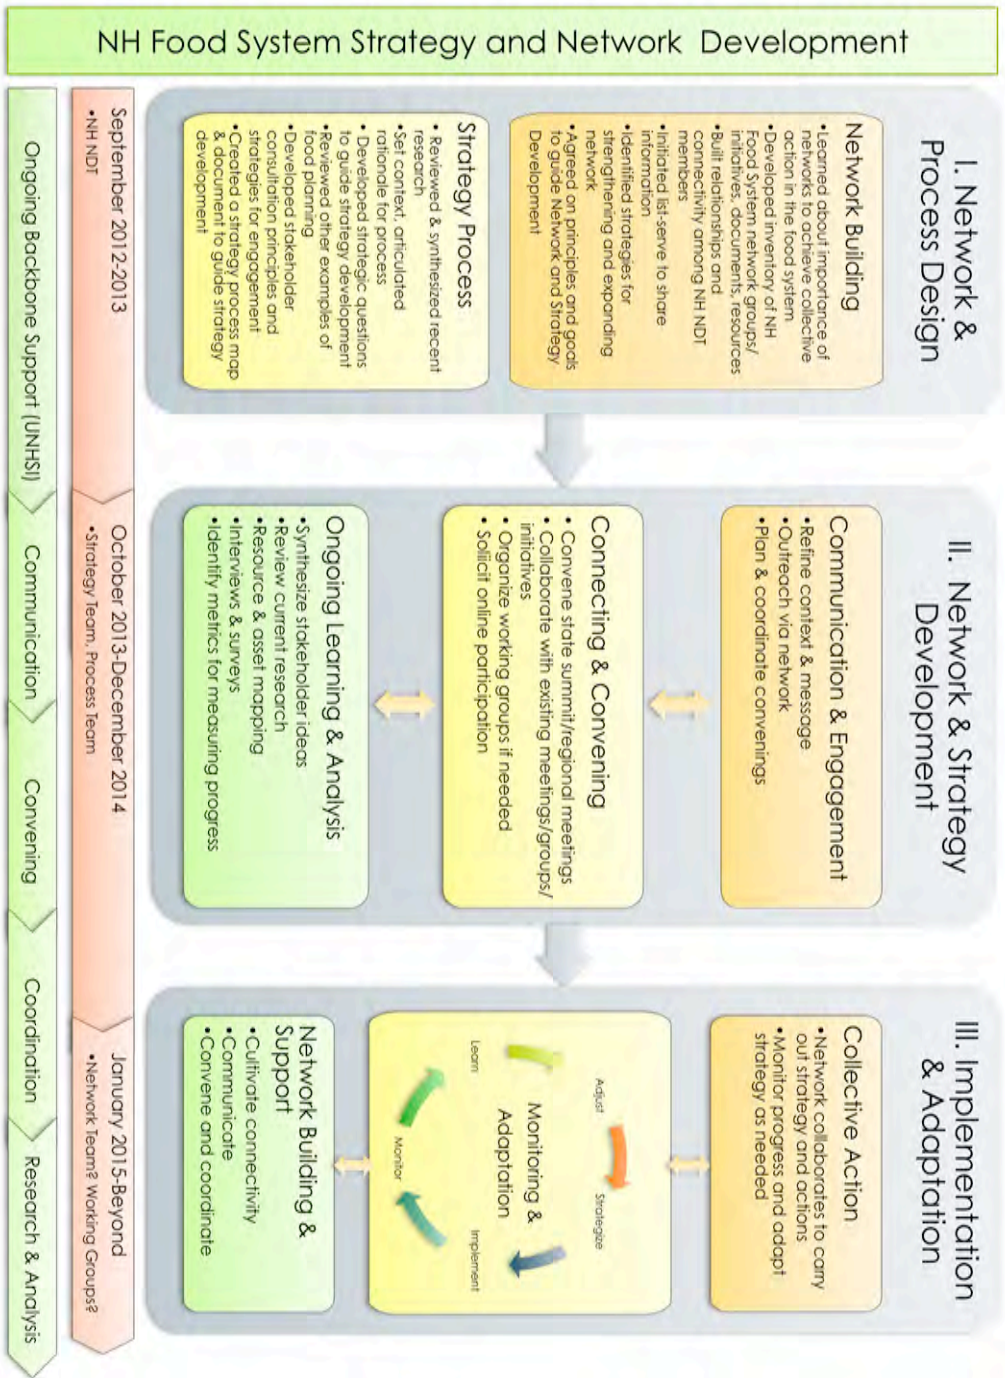 NH Food System Strategy and Network Development
I. Network &
Process Design
Network Building
•Learned about importance of
networks to achieve collective
action in the food system
•Developed inventory of NH
Food System network groups/
initiatives, documents, resources
•Built relationships and
connectivity among NH NDT
members
•Initiated list-serve to share
information
•Identified strategies for
strengthening and expanding
network
•Agreed on principles and goals
to guide Network and Strategy
Development
Strategy Process
• Reviewed & synthesized recent
research
•Set context, articulated
rationale for process
• Developed strategic questions
to guide strategy development
•Reviewed other examples of
food planning
•Developed stakeholder
consultation principles and
strategies for engagement
•Created a strategy process map
& document to guide strategy
development
II. Network & Strategy
Development
Communication & Engagement
•Refine context & message
•Outreach via network
•Plan & coordinate convenings
Connecting & Convening
• Convene state summit/regional meetings
• Collaborate with existing meetings/groups/
initiatives
• Organize working groups if needed
• Soliicit online participation
Ongoing Learning & Analysis
•Synthesize stakeholder ideas
•Review current research
•Resource & asset mapping
•Interviews & surveys
•Identify metrics for measuring progress
III. Implementation
& Adaptation
Collective Action
•Network collaborates to carry
out strategy and actions
•Monitor progress and adapt
strategy as needed
Adjust
Strategize
Monitoring &
Adaptation
Learn
Implement
Monitor
Network Building &
Support
•Cultivate connectivity
•Communicate
•Convene and coordinate
September 2012-2013
•NH NDT
October 2013-December 2014
•Strategy Team, Process Team
January 2015-Beyond
•Network Team? Working Groups?
Ongoing Backbone Support (UNHSI)
Communication
Convening
Coordination
Research & Analysis